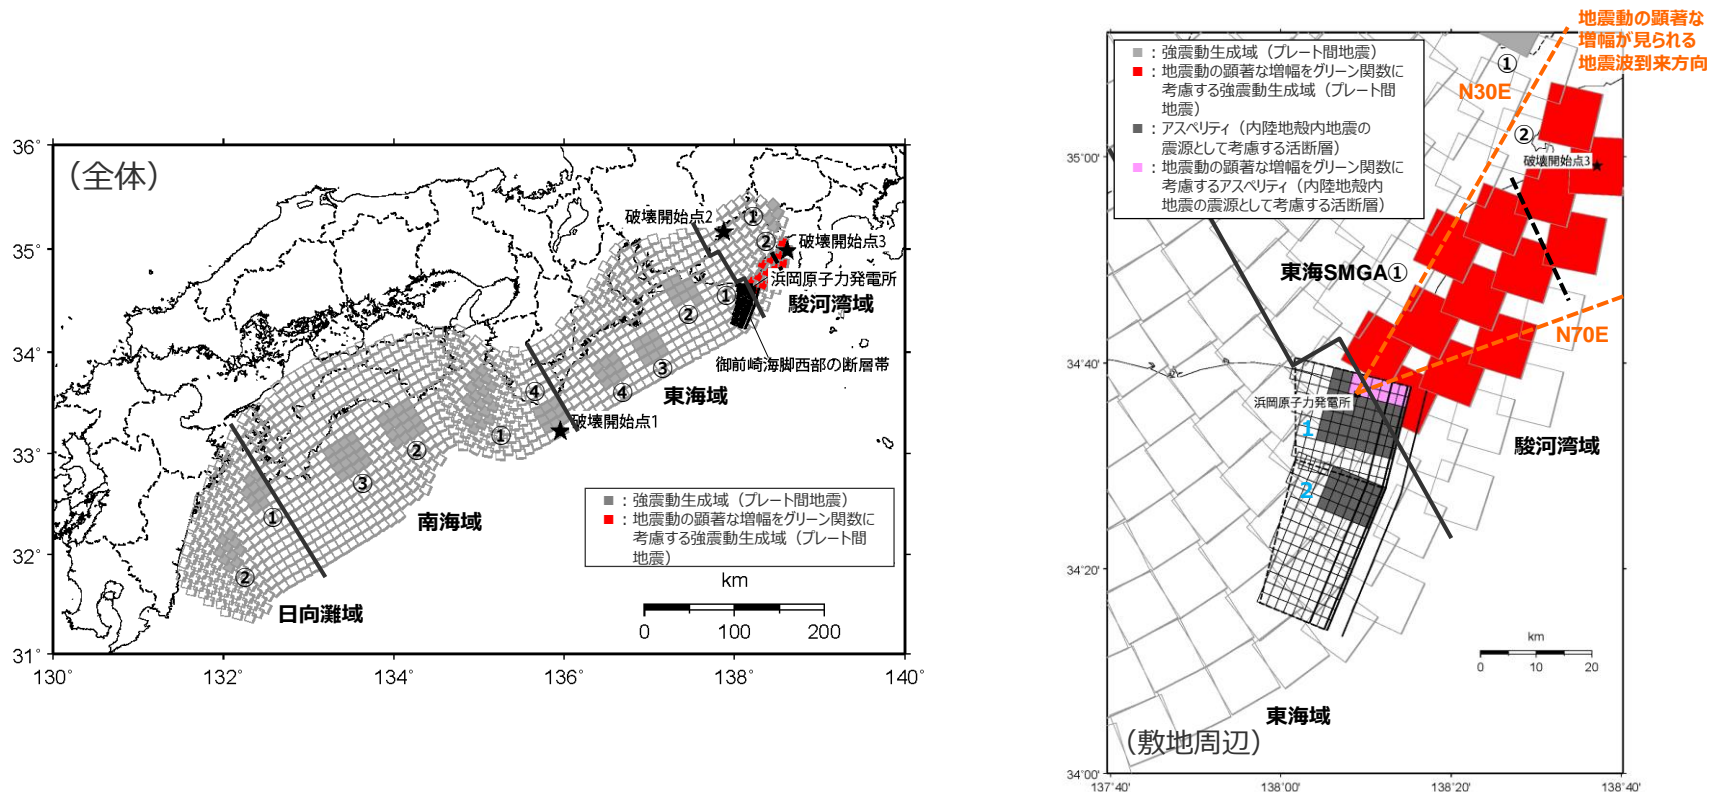 （全体）
36°
35°
34°
33°
32°
31°
130°
132°
134°
136°
138°
140°
破壊開始点2
①
②
破壊開始点3
浜岡原子力発電所
①
駿河湾域
②
御前崎海脚西部の断層帯
③
④
④
東海域
破壊開始点1
①
②
③
南海域
①
②
日向灘域
■：強震動生成域（プレート間地震）
■：地震動の顕著な増幅をグリーン関数に
考慮する強震動生成域（プレート間
地震）
km
0
100
200
地震動の顕著な
増幅が見られる
地震波到来方向
■：強震動生成域（プレート間地震）
■：地震動の顕著な増幅をグリーン関数に
考慮する強震動生成域（プレート間
地震）
■：アスペリティ（内陸地殻内地震の
震源として考慮する活断層）
■：地震動の顕著な増幅をグリーン関数に
考慮するアスペリティ（内陸地殻内
地震の震源として考慮する活断層）
①
N30E
②
破壊開始点3
東海SMGA①
N70E
浜岡原子力発電所
1
2
駿河湾域
km
0
10
20
東海域
（敷地周辺）
35°00'
34°40'
34°20'
34°00'
137°40'
138°00'
138°20'
138°40'